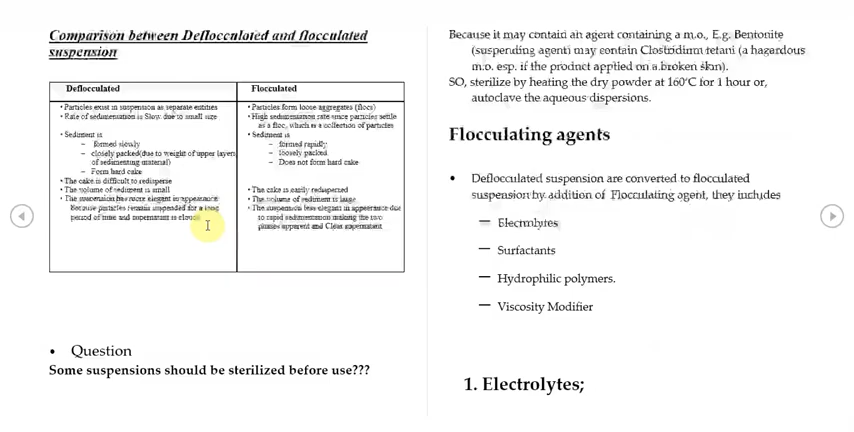 Comparison between Deflocculated and flocculated
suspension
Deflocculated
• Particles exist in suspension as separate entities
• Rate of sedimentation is Slow due to small size
• Sediment is
– formed slowly
– closely packed(due to weight of upper layers
of sedimenting material)
– Form hard cake
• The cake is difficult to redisperse
• The volume of sediment is small
• The suspension has more elegant in appearance
Because particles remain suspended for a long
period of time and supernatant is cloudy
Flocculated
• Particles form loose aggregates (flocs)
• High sedimentation rate since particles settle
as a floc, which is a collection of particles
• Sediment is
– formed rapidly
– loosely packed
– Does not form hard cake
• The cake is easily redispersed
• The volume of sediment is large
• The suspension less elegant in appearance due
to rapid sedimentation making the two
phases apparent and Clear supernatant
• Question
Some suspensions should be sterilized before use???
Because it may contain an agent containing a m.o., E.g. Bentonite
(suspending agent) may contain Clostridium tetani (a hazardous
m.o. esp. if the product applied on a broken skin).
SO, sterilize by heating the dry powder at 160°C for 1 hour or,
autoclave the aqueous dispersions.
Flocculating agents
• Deflocculated suspension are converted to flocculated
suspension by addition of Flocculating agent, they includes
— Electrolytes
— Surfactants
— Hydrophilic polymers.
— Viscosity Modifier
1. Electrolytes;